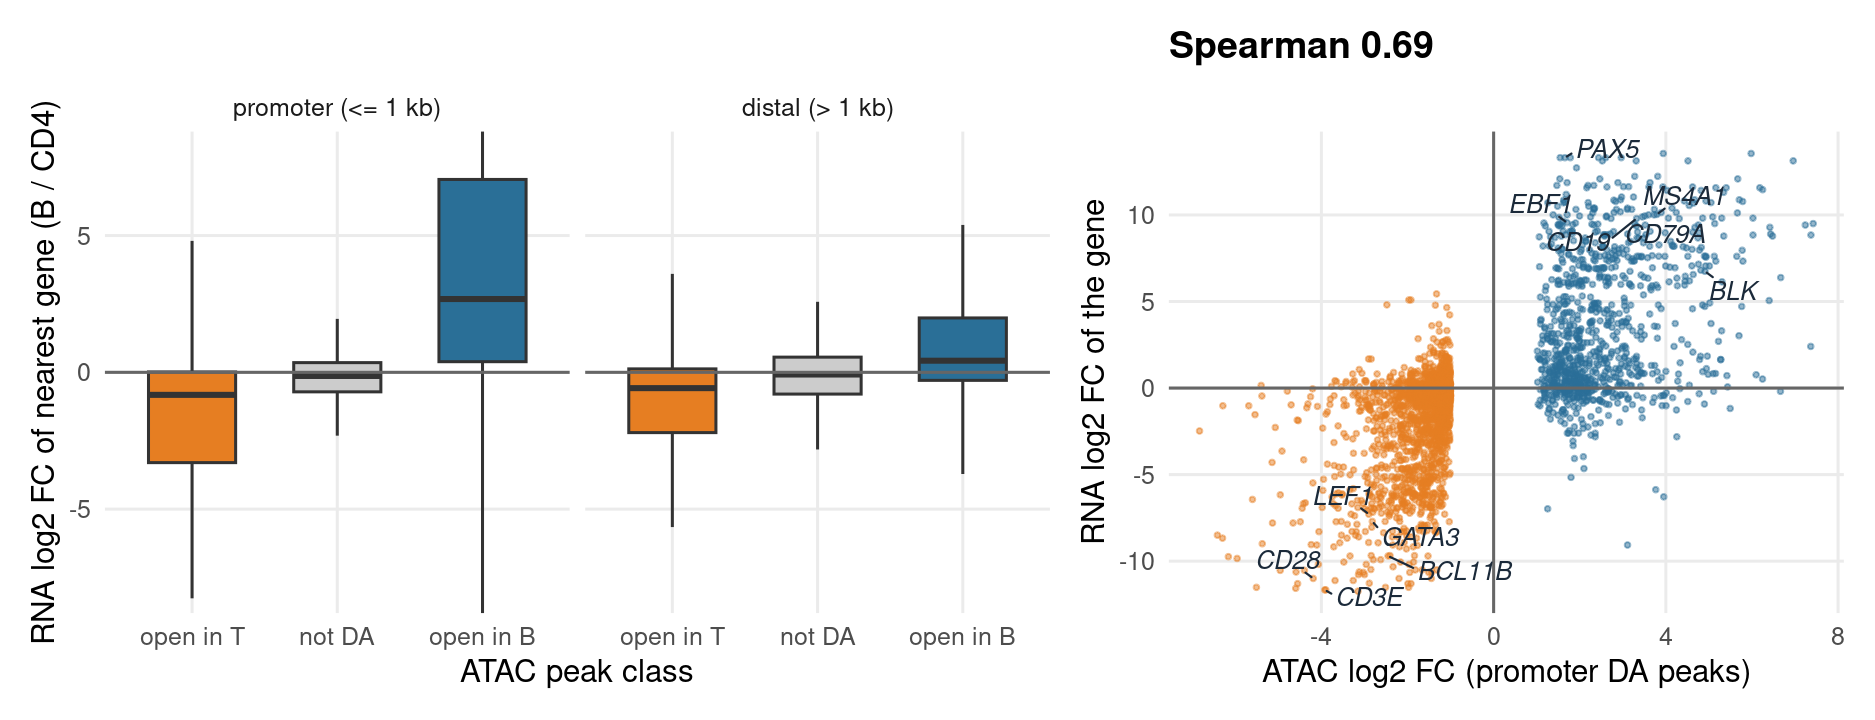 Spearman 0.69
promoter (<= 1 kb)
distal (> 1 kb)
RNA log2 FC of nearest gene (B / CD4)
5
0
-5
open in T
not DA
open in B
open in T
not DA
open in B
ATAC peak class
RNA log2 FC of the gene
10
5
0
-5
-10
PAX5
EBF1
MS4A1
CD19
CD79A
BLK
LEF1
GATA3
CD28
BCL11B
CD3E
-4
0
4
8
ATAC log2 FC (promoter DA peaks)